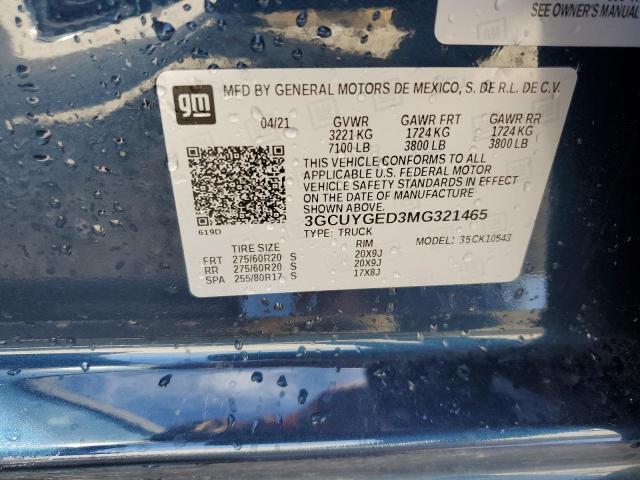 SEE OWNER'S MANUAL
gm
MFD BY GENERAL MOTORS DE MEXICO, S. DE R.L. DE C.V.
04/21 GVWR GAWR FRT GAWR RR
3221 KG 1724 KG 1724 KG
7100 LB 3800 LB 3800 LB
THIS VEHICLE CONFORMS TO ALL
APPLICABLE U.S. FEDERAL MOTOR
VEHICLE SAFETY STANDARDS IN EFFECT
ON THE DATE OF MANUFACTURE SHOWN ABOVE.
3GCUYGED3MG321465
619D TYPE: TRUCK MODEL: 35CK10543
TIRE SIZE RIM
FRT 275/60R20 S 20X9J
RR 275/60R20 S 20X9J
SPA 255/80R17 S 17X8J